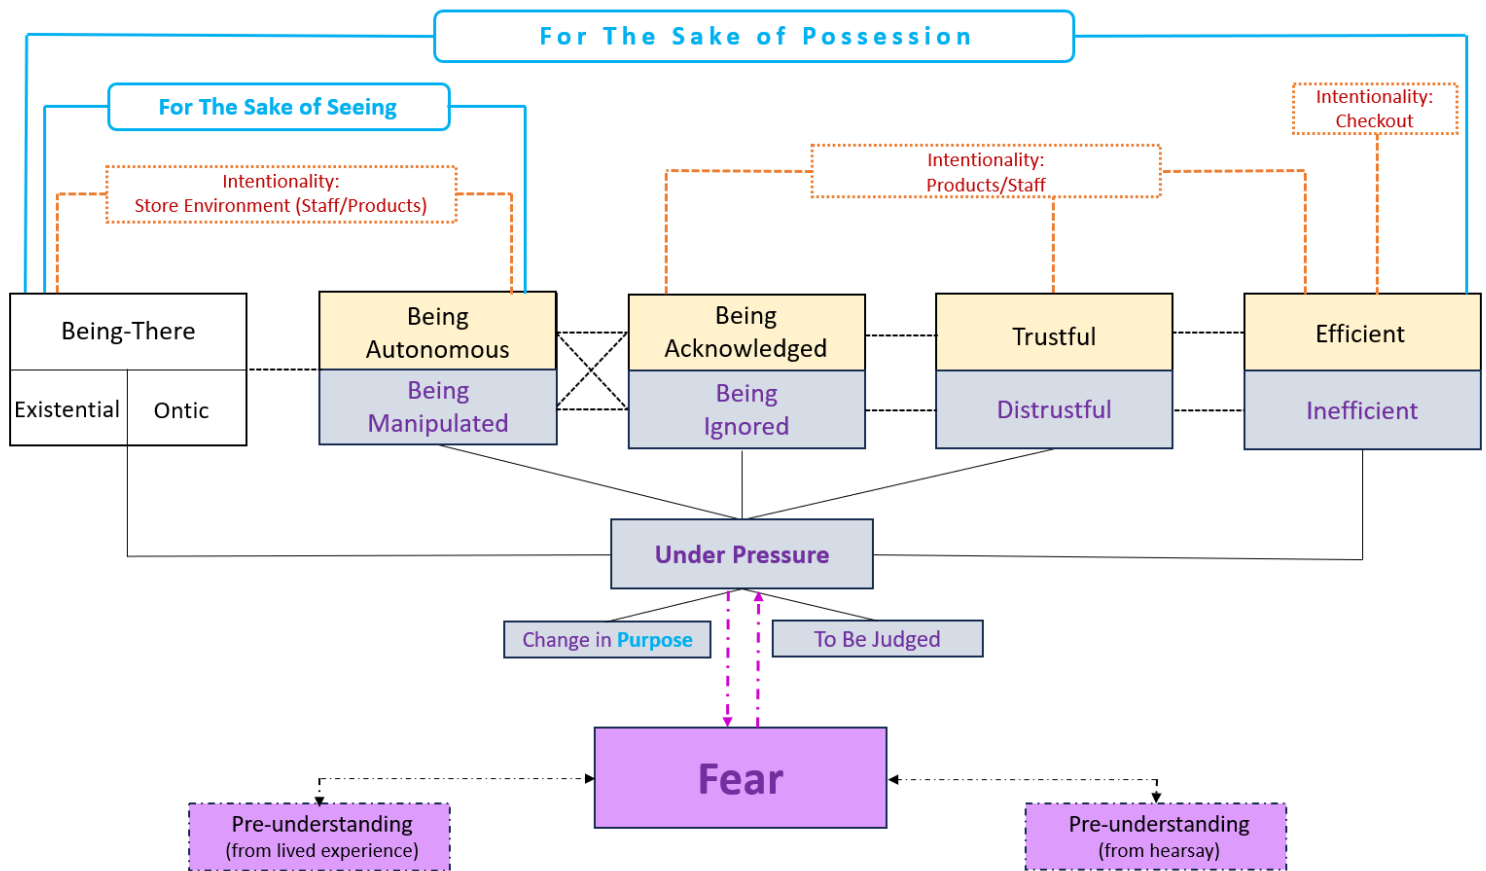 For The Sake of Possession
For The Sake of Seeing
Intentionality:
Checkout
Intentionality:
Products/Staff
Intentionality:
Store Environment (Staff/Products)
Being-There
Existential
Ontic
Being
Autonomous
Being
Manipulated
Being
Acknowledged
Being
Ignored
Trustful
Distrustful
Efficient
Inefficient
Under Pressure
Change in Purpose
To Be Judged
Fear
Pre-understanding
(from lived experience)
Pre-understanding
(from hearsay)